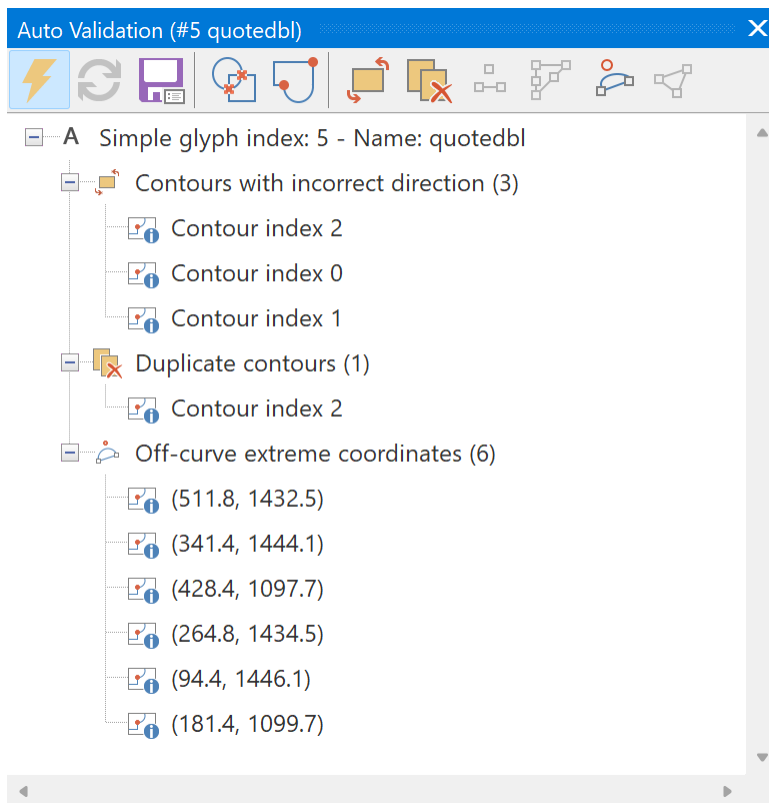 Auto Validation (#5 quotedbl)
A Simple glyph index: 5 - Name: quotedbl
Contours with incorrect direction (3)
Contour index 2
Contour index 0
Contour index 1
Duplicate contours (1)
Contour index 2
Off-curve extreme coordinates (6)
(511.8, 1432.5)
(341.4, 1444.1)
(428.4, 1097.7)
(264.8, 1434.5)
(94.4, 1446.1)
(181.4, 1099.7)